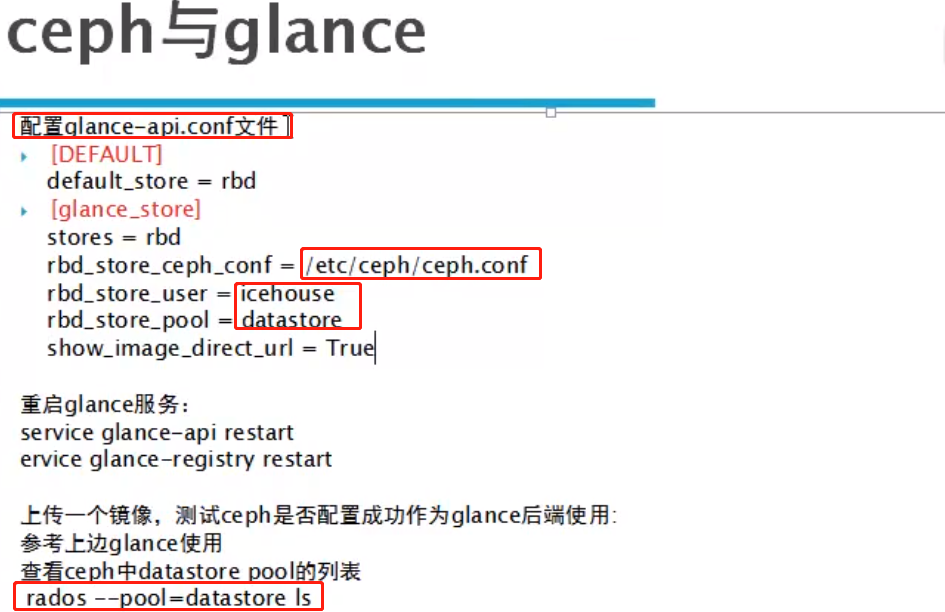 ceph与glance
配置glance-api.conf文件
[DEFAULT]
default_store = rbd
[glance_store]
stores = rbd
rbd_store_ceph_conf = /etc/ceph/ceph.conf
rbd_store_user = icehouse
rbd_store_pool = datastore
show_image_direct_url = True
重启glance服务:
service glance-api restart
ervice glance-registry restart
上传一个镜像，测试ceph是否配置成功作为glance后端使用:
参考上边glance使用
查看ceph中datastore pool的列表
rados --pool=datastore ls